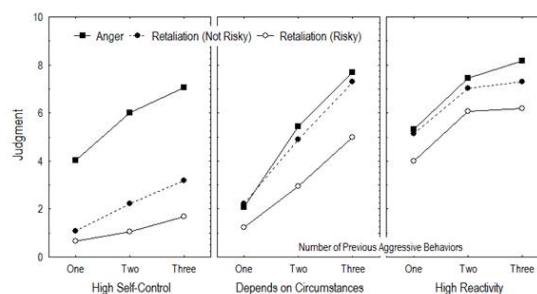 10
8
6
4
2
0
Judgment
Anger
Retaliation (Not Risky)
Retaliation (Risky)
Number of Previous Aggressive Behaviors
One Two Three
One Two Three
One Two Three
High Self-Control
Depends on Circumstances
High Reactivity